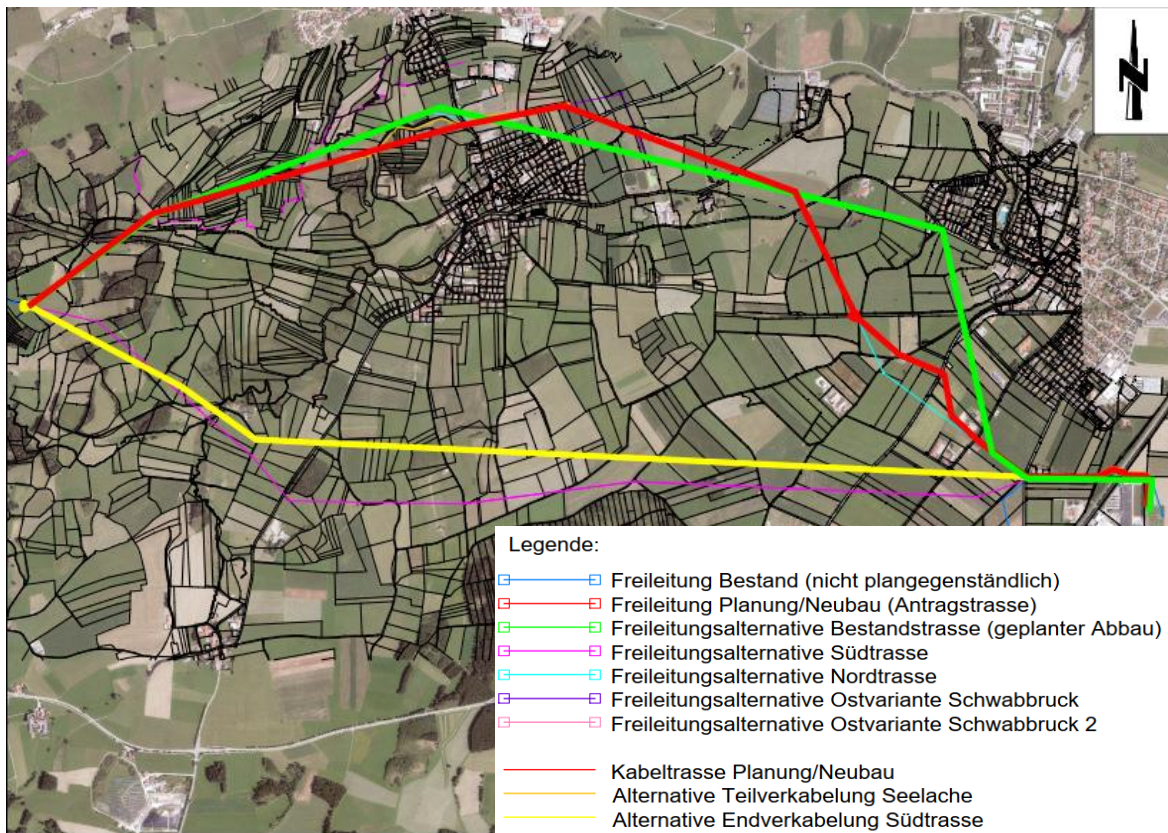 N
Legende:
Freileitung Bestand (nicht plangegenständlich)
Freileitung Planung/Neubau (Antragstrasse)
Freileitungsalternative Bestandstrasse (geplanter Abbau)
Freileitungsalternative Südtrasse
Freileitungsalternative Nordtrasse
Freileitungsalternative Ostvariante Schwabbruck
Freileitungsalternative Ostvariante Schwabbruck 2
Kabeltrasse Planung/Neubau
Alternative Teilverkabelung Seelache
Alternative Endverkabelung Südtrasse